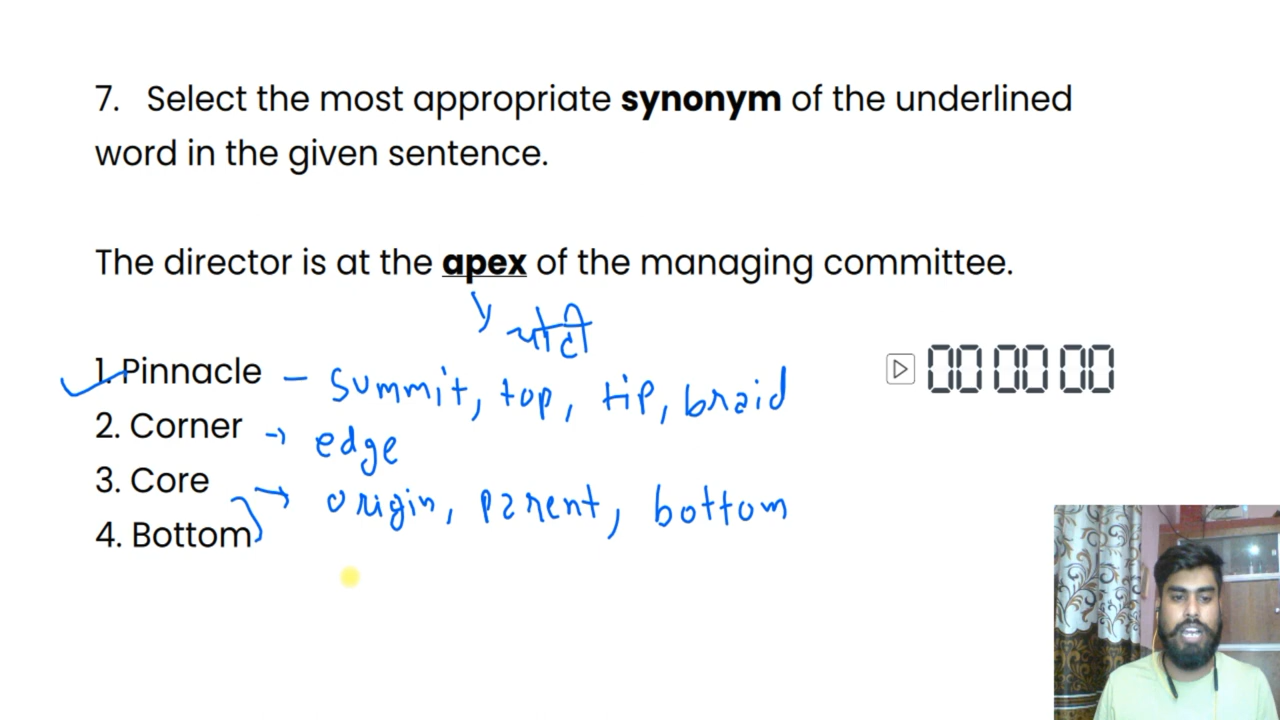 7. Select the most appropriate synonym of the underlined
word in the given sentence.
The director is at the apex of the managing committee.
चोटी
1. Pinnacle – summit, top, tip, braid
2. Corner → edge
3. Core → origin, parent, bottom
4. Bottom
00 00 00